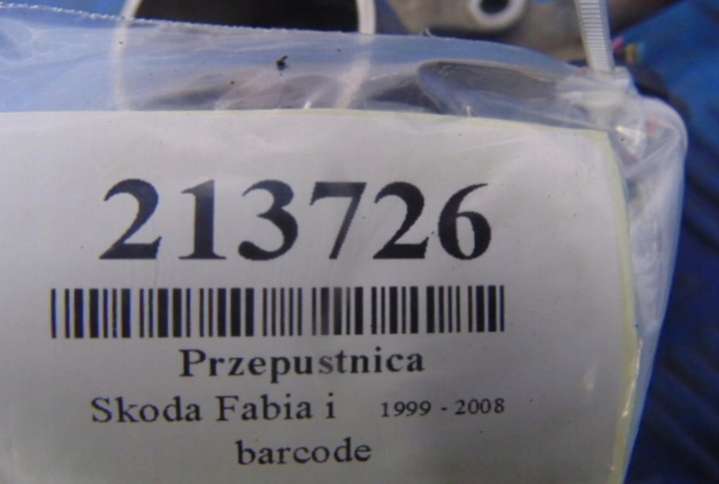 213726
Przepustnica
Skoda Fabia i 1999 - 2008
barcode